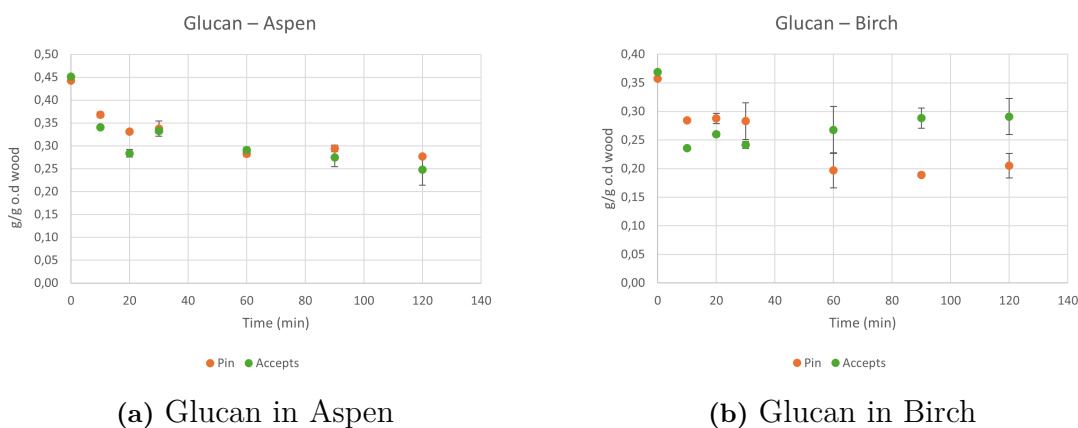 Glucan – Aspen
0,50
0,45
0,40
0,35
0,30
0,25
0,20
0,15
0,10
0,05
0,00
g/g o.d wood
0 20 40 60 80 100 120 140
Time (min)
Pin Accepts
(a) Glucan in Aspen
Glucan – Birch
0,40
0,35
0,30
0,25
0,20
0,15
0,10
0,05
0,00
g/g o.d wood
0 20 40 60 80 100 120 140
Time (min)
Pin Accepts
(b) Glucan in Birch